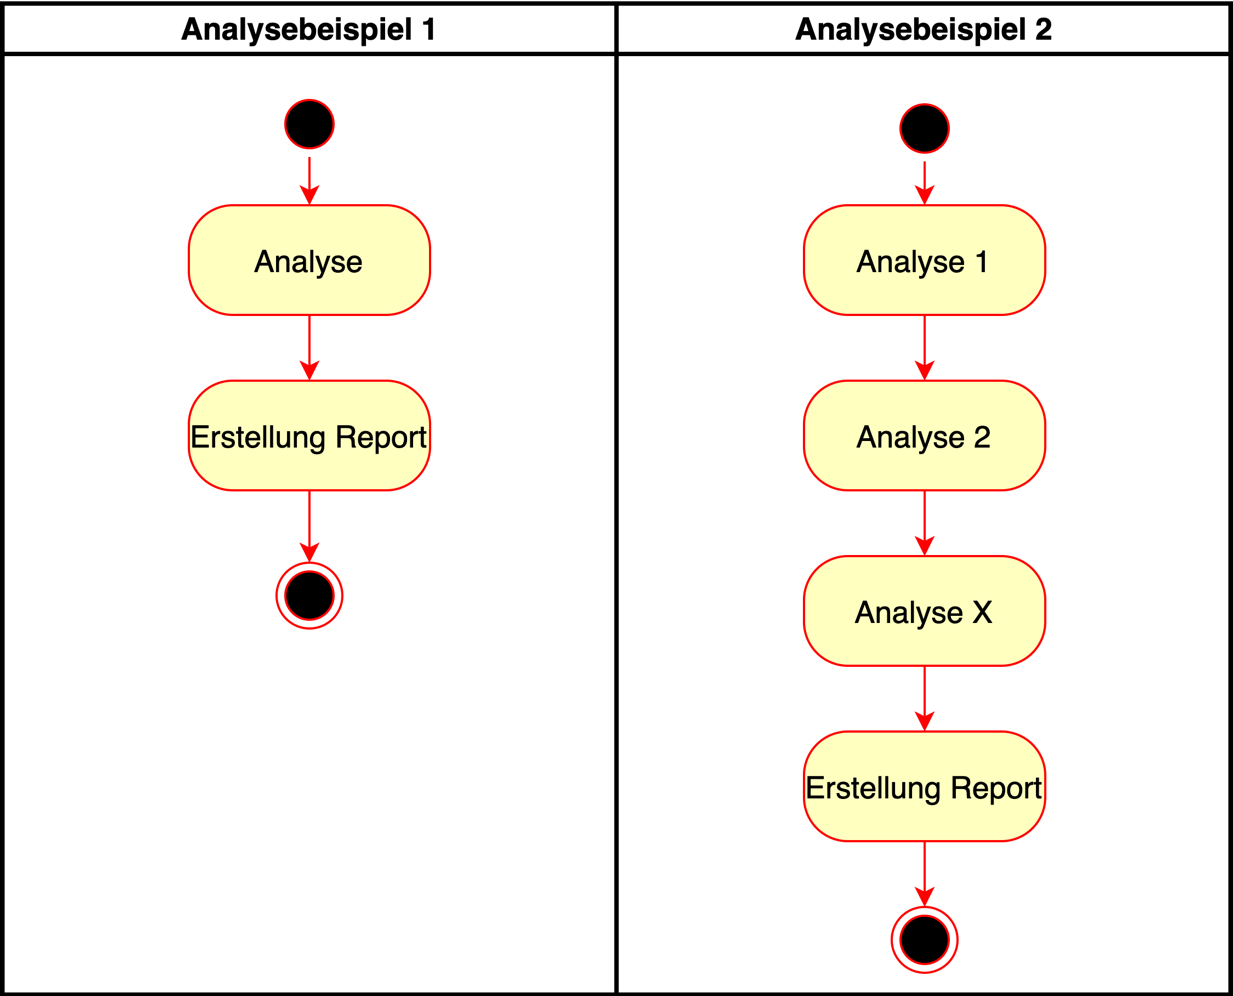 Analysebeispiel 1
Analyse
Erstellung Report
Analysebeispiel 2
Analyse 1
Analyse 2
Analyse X
Erstellung Report